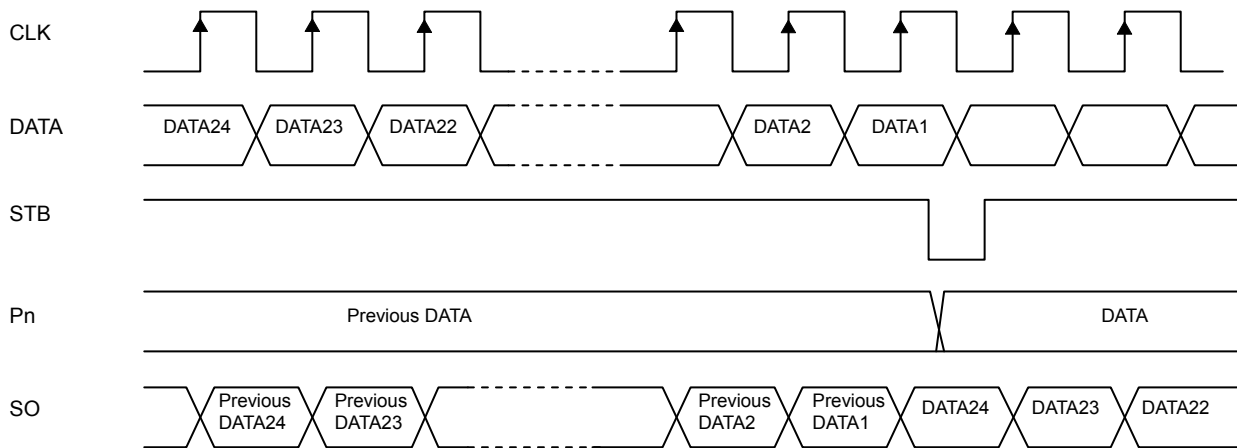 CLK
DATA
DATA24 DATA23 DATA22 DATA2 DATA1
STB
Pn
Previous DATA DATA
SO
Previous DATA24
Previous DATA23
Previous DATA2
Previous DATA1
DATA24 DATA23 DATA22